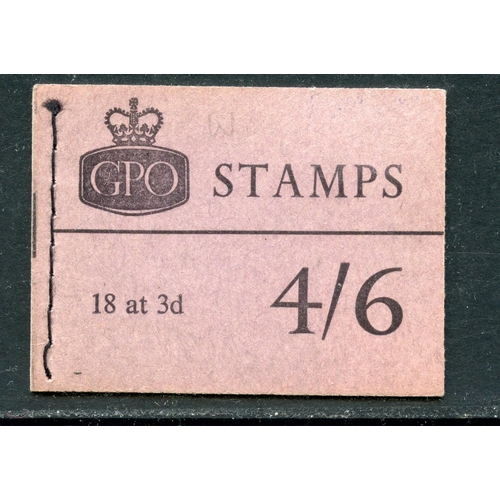 GPO STAMPS
18 at 3d 4/6